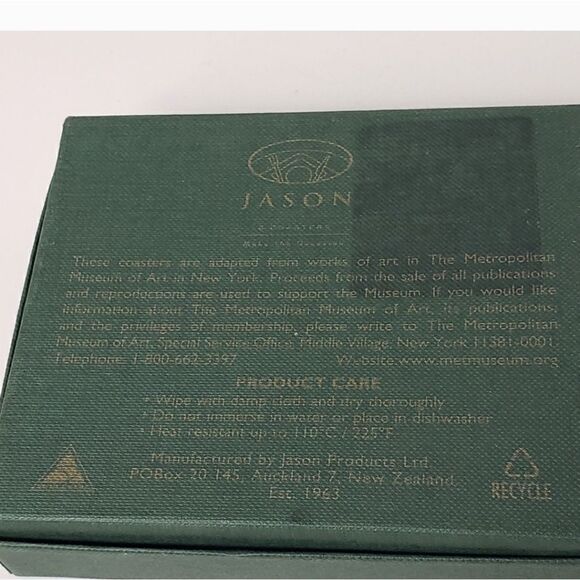 JASON
6 COASTERS
Make the Occasion
These coasters are adapted from works of art in The Metropolitan
Museum of Art in New York. Proceeds from the sale of all publications
and reproductions are used to support the Museum. If you would like
information about The Metropolitan Museum of Art, its publications,
and the privileges of membership, please write to The Metropolitan
Museum of Art, Special Service Office, Middle Village, New York 11381-0001.
Telephone: 1-800-662-3397 Website:www.metmuseum.org
PRODUCT CARE
• Wipe with damp cloth and dry thoroughly
• Do not immerse in water or place in dishwasher
• Heat resistant up to 110°C / 225°F
Manufactured by Jason Products Ltd
POBox 20 145, Auckland 7, New Zealand.
Est. 1963
RECYCLE